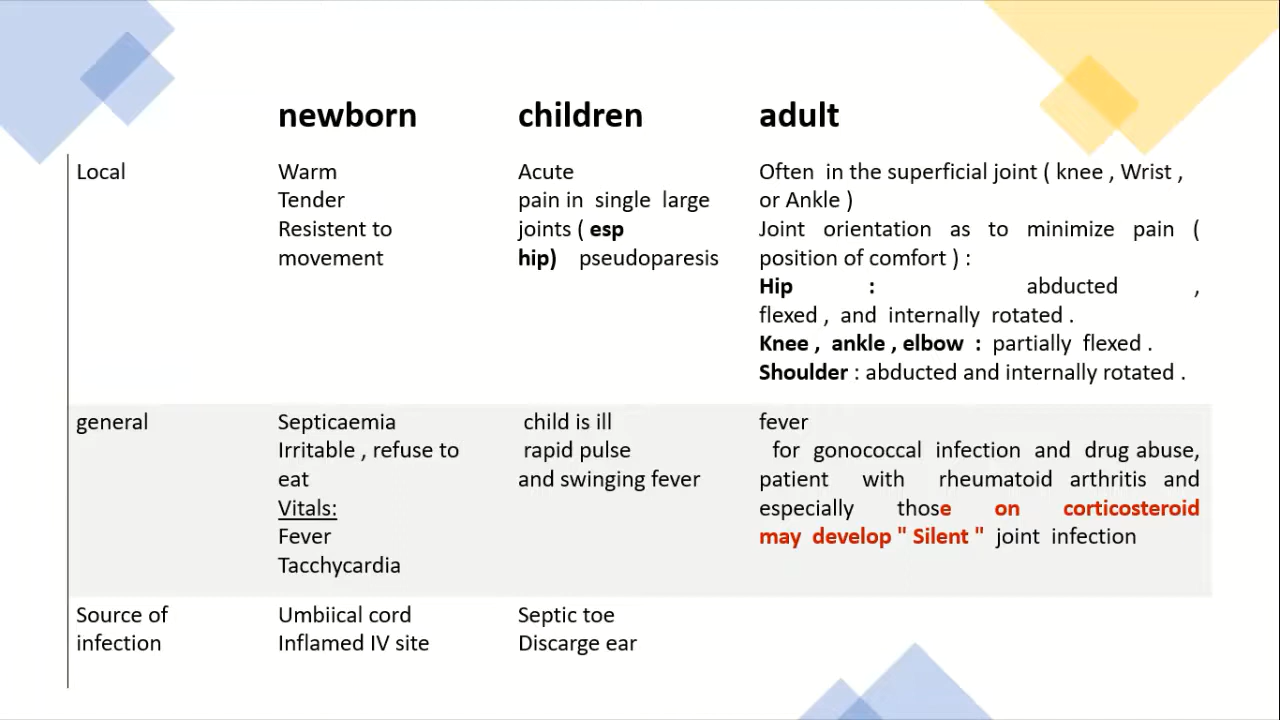 newborn children adult
Local
Warm
Tender
Resistent to
movement
Acute
pain in single large
joints ( esp
hip) pseudoparesis
Often in the superficial joint ( knee , Wrist ,
or Ankle )
Joint orientation as to minimize pain (
position of comfort ) :
Hip : abducted ,
flexed , and internally rotated .
Knee , ankle , elbow : partially flexed .
Shoulder : abducted and internally rotated .
general
Septicaemia
Irritable , refuse to
eat
Vitals:
Fever
Tacchycardia
child is ill
rapid pulse
and swinging fever
fever
for gonococcal infection and drug abuse,
patient with rheumatoid arthritis and
especially those on corticosteroid
may develop " Silent " joint infection
Source of
infection
Umbiical cord
Inflamed IV site
Septic toe
Discarge ear